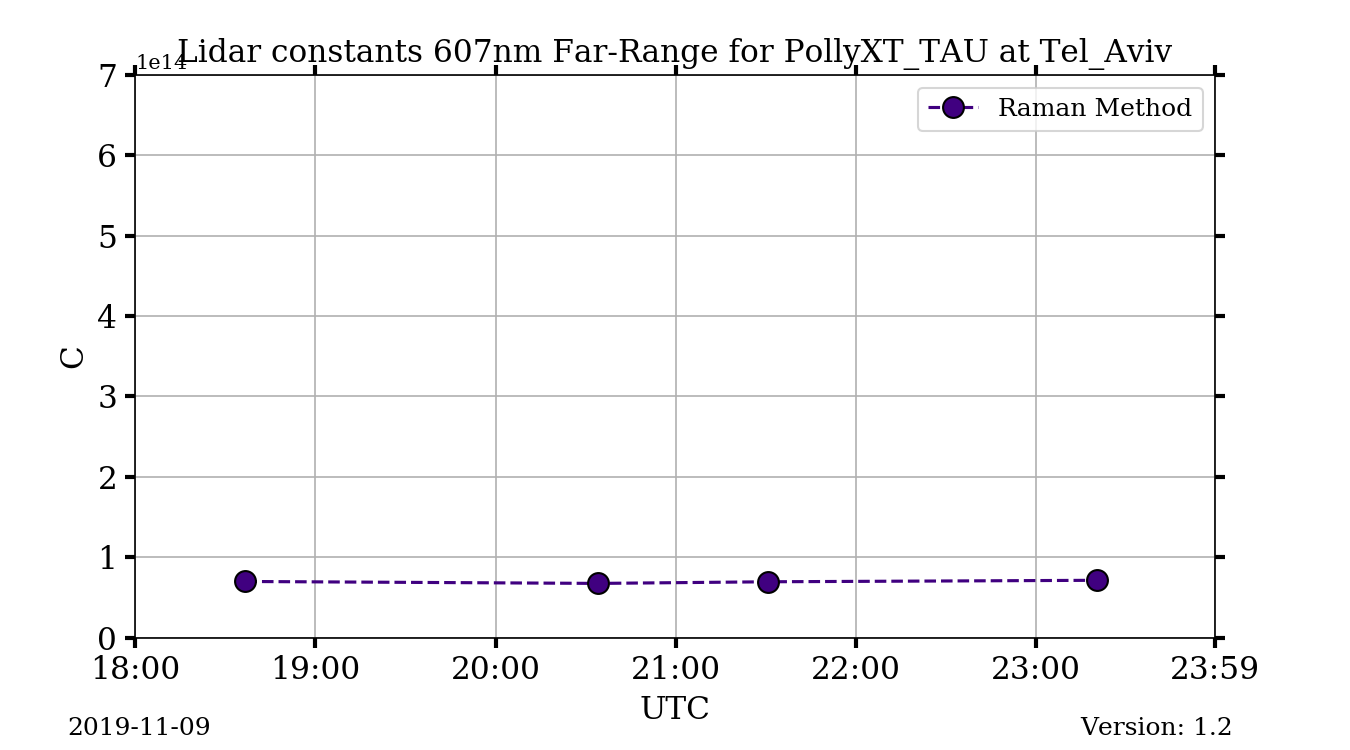 Lidar constants 607nm Far-Range for PollyXT_TAU at Tel_Aviv
1e14
Raman Method
7
6
5
4
3
2
1
0
C
18:00 19:00 20:00 21:00 22:00 23:00 23:59
UTC
2019-11-09
Version: 1.2